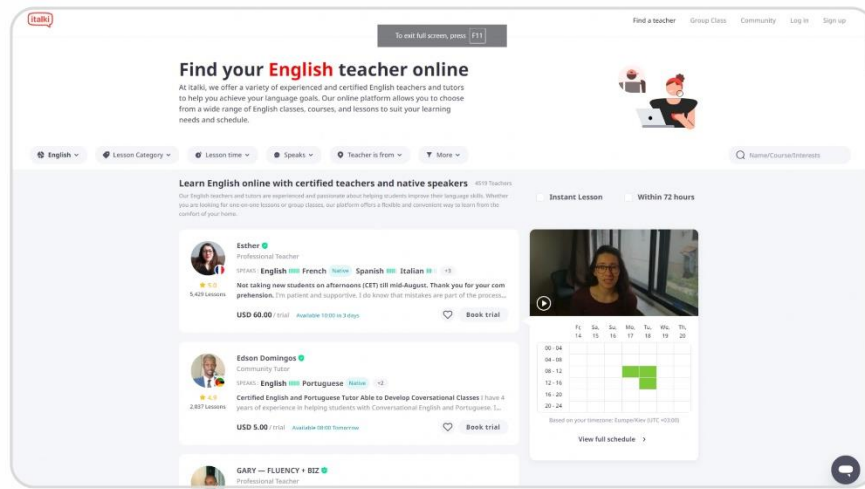 italki
Find a teacher Group Class Community Log in Sign up
To exit full screen, press F11
Find your English teacher online
At italki, we offer a variety of experienced and certified English teachers and tutors
to help you achieve your language goals. Our online platform allows you to choose
from a wide range of English classes, courses, and lessons to suit your learning
needs and schedule.
English Lesson Category Lesson time Speaks Teacher is from More Name/Course/Interests
Learn English online with certified teachers and native speakers 4519 Teachers
Our English teachers and tutors are experienced and passionate about helping students improve their language skills. Whether
you are looking for one-on-one lessons or group classes, our platform offers a flexible and convenient way to learn from the
comfort of your home.
Instant Lesson Within 72 hours
Esther
Professional Teacher
SPEAKS: English French Native Spanish Italian +3
Not taking new students on afternoons (CET) till mid-August. Thank you for your com
prehension. I'm patient and supportive. I do know that mistakes are part of the process...
5.0
5,429 Lessons
USD 60.00 / trial Available 10:00 in 3 days Book trial
Edson Domingos
Community Tutor
SPEAKS: English Portuguese Native +2
Certified English and Portuguese Tutor Able to Develop Coversational Classes I have 4
years of experience in helping students with Conversational English and Portuguese. I...
4.9
2,837 Lessons
USD 5.00 / trial Available 08:00 Tomorrow Book trial
GARY — FLUENCY + BIZ
Professional Teacher
Fr, Sa, Su, Mo, Tu, We, Th,
14 15 16 17 18 19 20
00 - 04
04 - 08
08 - 12
12 - 16
16 - 20
20 - 24
Based on your timezone: Europe/Kiev (UTC +03:00)
View full schedule